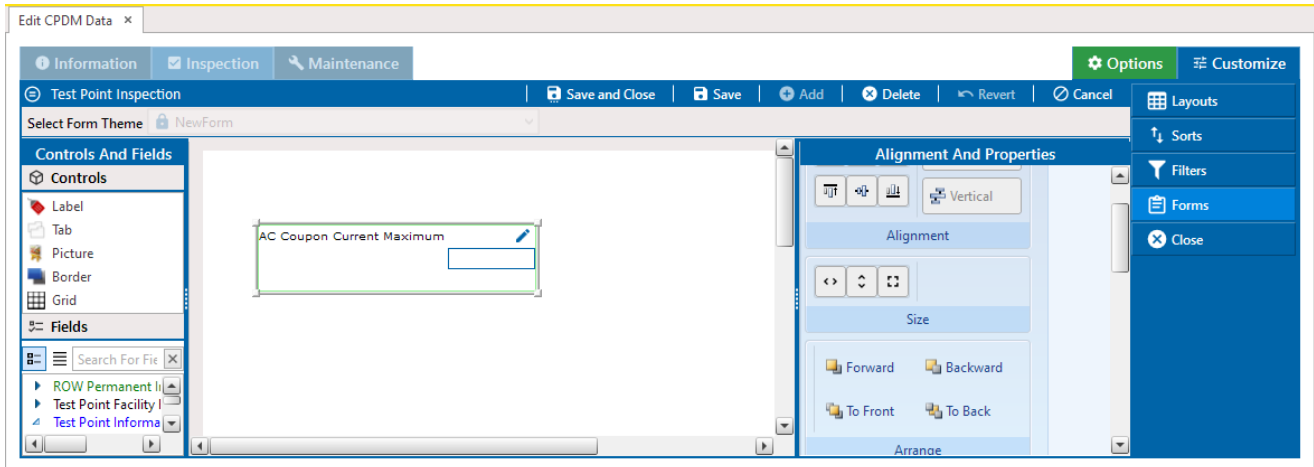 Edit CPDM Data ×
Information Inspection Maintenance Options Customize
Test Point Inspection Save and Close Save Add Delete Revert Cancel
Select Form Theme NewForm
Controls And Fields
Controls
Label
Tab
Picture
Border
Grid
Fields
Search For Fie
ROW Permanent
Test Point Facility
Test Point Informa
AC Coupon Current Maximum
Alignment And Properties
Vertical
Alignment
Size
Forward Backward
To Front To Back
Arrange
Layouts
Sorts
Filters
Forms
Close